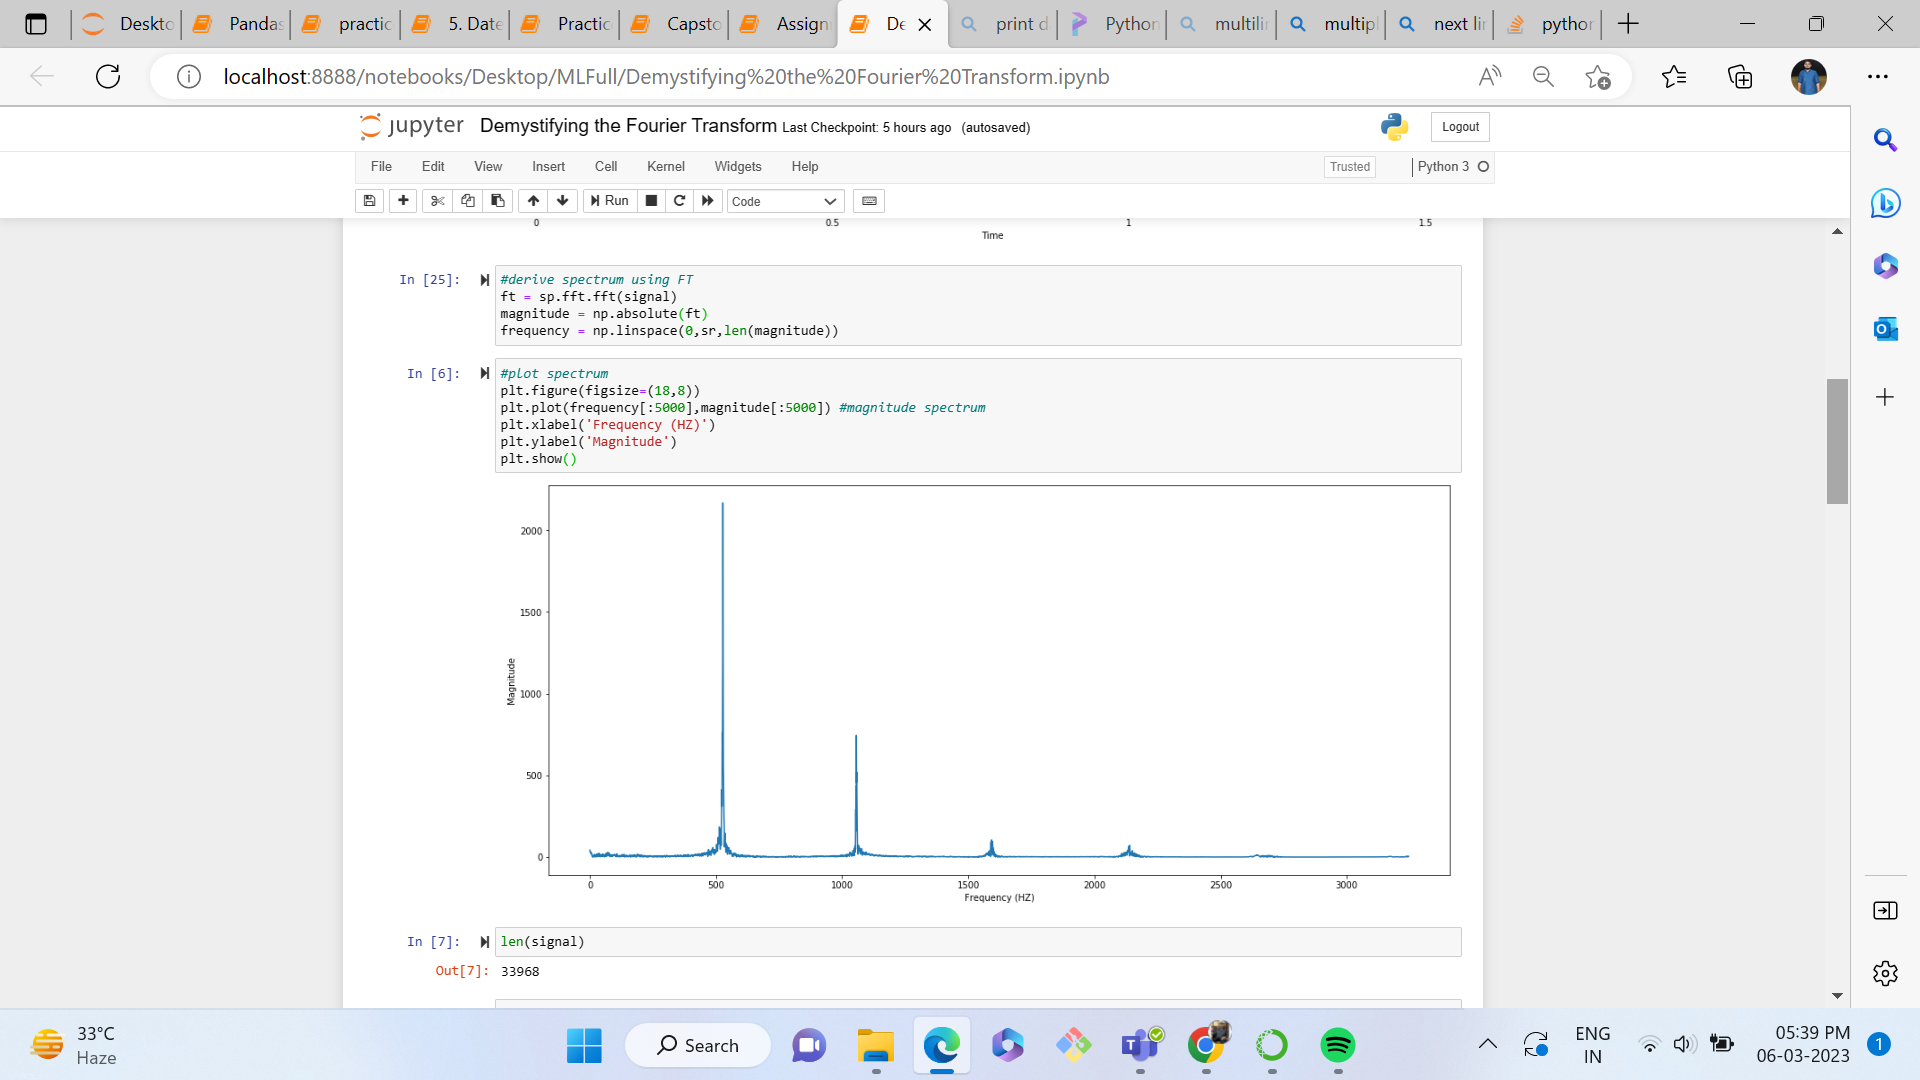 Deskto
Pandas
practic
5. Date
Practic
Capsto
Assign
De
print d
Python
multilin
multipl
next lin
python
localhost:8888/notebooks/Desktop/MLFull/Demystifying%20the%20Fourier%20Transform.ipynb
jupyter Demystifying the Fourier Transform Last Checkpoint: 5 hours ago (autosaved)
Logout
File Edit View Insert Cell Kernel Widgets Help
Trusted
Python 3
Run
Code
0 0.5 1 1.5
Time
In [25]:
#derive spectrum using FT
ft = sp.fft.fft(signal)
magnitude = np.absolute(ft)
frequency = np.linspace(0,sr,len(magnitude))
In [6]:
#plot spectrum
plt.figure(figsize=(18,8))
plt.plot(frequency[:5000],magnitude[:5000]) #magnitude spectrum
plt.xlabel('Frequency (HZ)')
plt.ylabel('Magnitude')
plt.show()
2000
1500
1000
500
0
Magnitude
0 500 1000 1500 2000 2500 3000
Frequency (HZ)
In [7]:
len(signal)
Out[7]: 33968
33°C
Haze
Search
ENG
IN
05:39 PM
06-03-2023
1